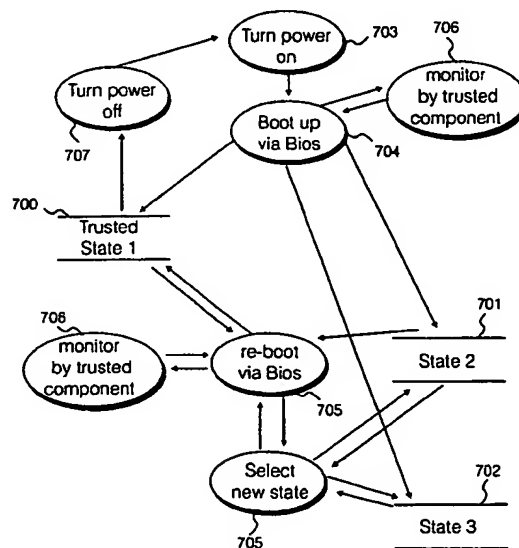 Turn power
on
703
706
monitor
by trusted
component
Turn power
off
707
Boot up
via Bios
704
700
Trusted
State 1
706
monitor
by trusted
component
re-boot
via Bios
705
701
State 2
Select
new state
705
702
State 3